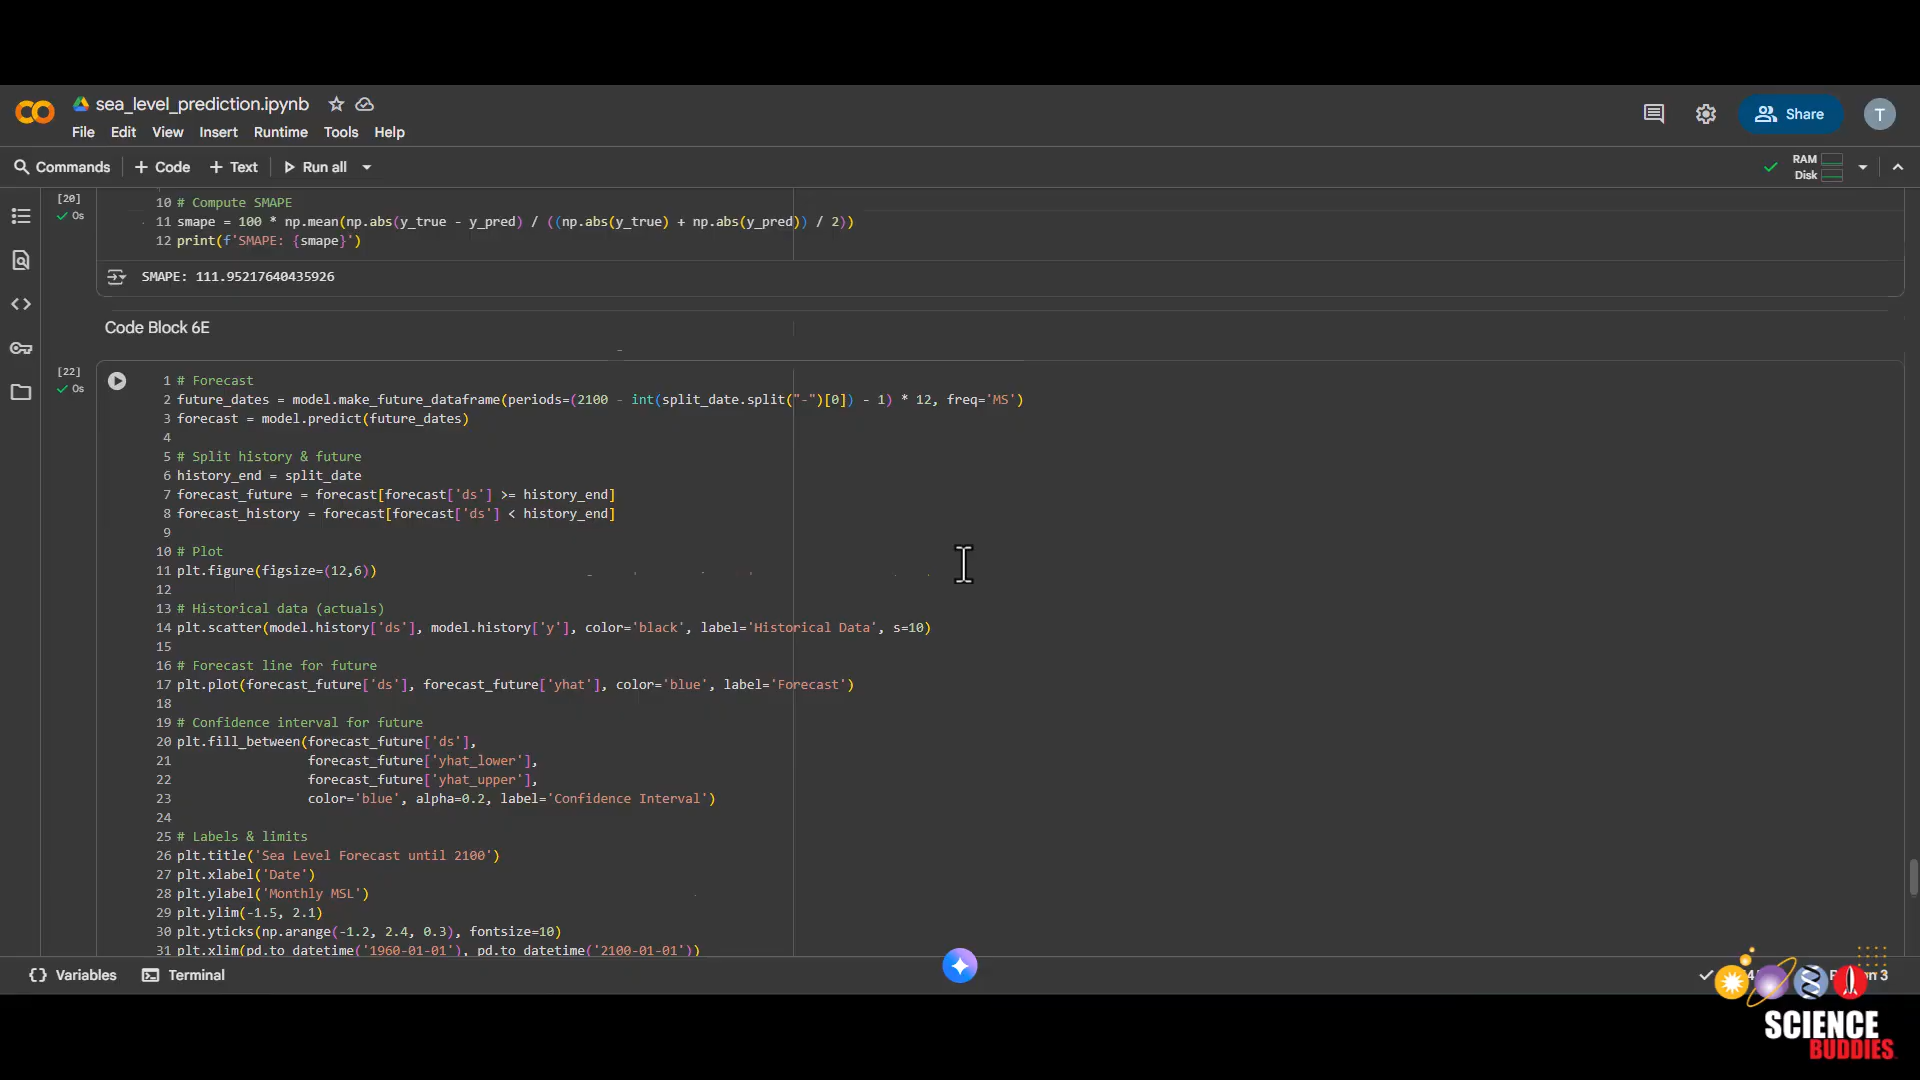 sea_level_prediction.ipynb
File Edit View Insert Runtime Tools Help
Share
T
Commands + Code + Text Run all
RAM
Disk
[20]
0s
10 # Compute SMAPE
11 smape = 100 * np.mean(np.abs(y_true - y_pred) / ((np.abs(y_true) + np.abs(y_pred)) / 2))
12 print(f'SMAPE: {smape}')
SMAPE: 111.95217640435926
Code Block 6E
[22]
0s
1 # Forecast
2 future_dates = model.make_future_dataframe(periods=(2100 - int(split_date.split("-")[0]) - 1) * 12, freq='MS')
3 forecast = model.predict(future_dates)
4
5 # Split history & future
6 history_end = split_date
7 forecast_future = forecast[forecast['ds'] >= history_end]
8 forecast_history = forecast[forecast['ds'] < history_end]
9
10 # Plot
11 plt.figure(figsize=(12,6))
12
13 # Historical data (actuals)
14 plt.scatter(model.history['ds'], model.history['y'], color='black', label='Historical Data', s=10)
15
16 # Forecast line for future
17 plt.plot(forecast_future['ds'], forecast_future['yhat'], color='blue', label='Forecast')
18
19 # Confidence interval for future
20 plt.fill_between(forecast_future['ds'],
21 forecast_future['yhat_lower'],
22 forecast_future['yhat_upper'],
23 color='blue', alpha=0.2, label='Confidence Interval')
24
25 # Labels & limits
26 plt.title('Sea Level Forecast until 2100')
27 plt.xlabel('Date')
28 plt.ylabel('Monthly MSL')
29 plt.ylim(-1.5, 2.1)
30 plt.yticks(np.arange(-1.2, 2.4, 0.3), fontsize=10)
31 plt.xlim(pd.to_datetime('1960-01-01'), pd.to_datetime('2100-01-01'))
Variables Terminal
3
SCIENCE
BUDDIES